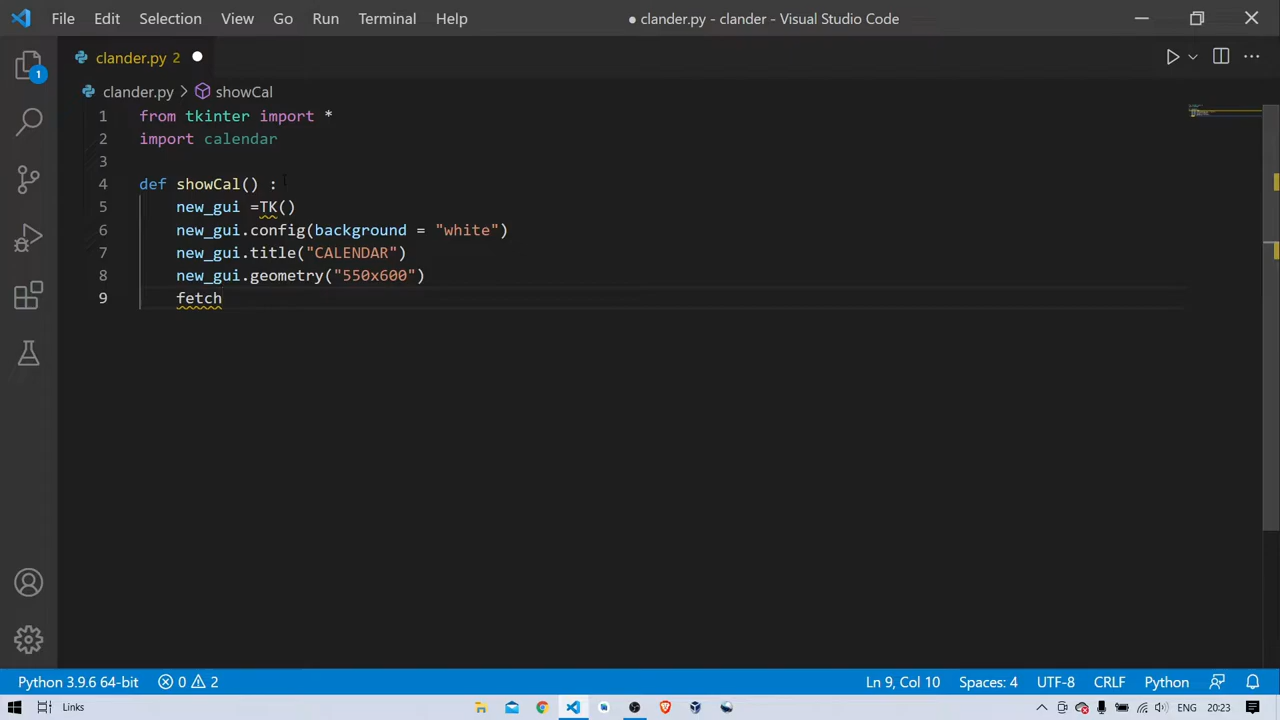 File Edit Selection View Go Run Terminal Help ● clander.py - clander - Visual Studio Code
1
clander.py 2 ●
clander.py > showCal
1 from tkinter import *
2 import calendar
3
4 def showCal() :
5 new_gui =TK()
6 new_gui.config(background = "white")
7 new_gui.title("CALENDAR")
8 new_gui.geometry("550x600")
9 fetch
Python 3.9.6 64-bit 0 2 Ln 9, Col 10 Spaces: 4 UTF-8 CRLF Python
Links ENG 20:23